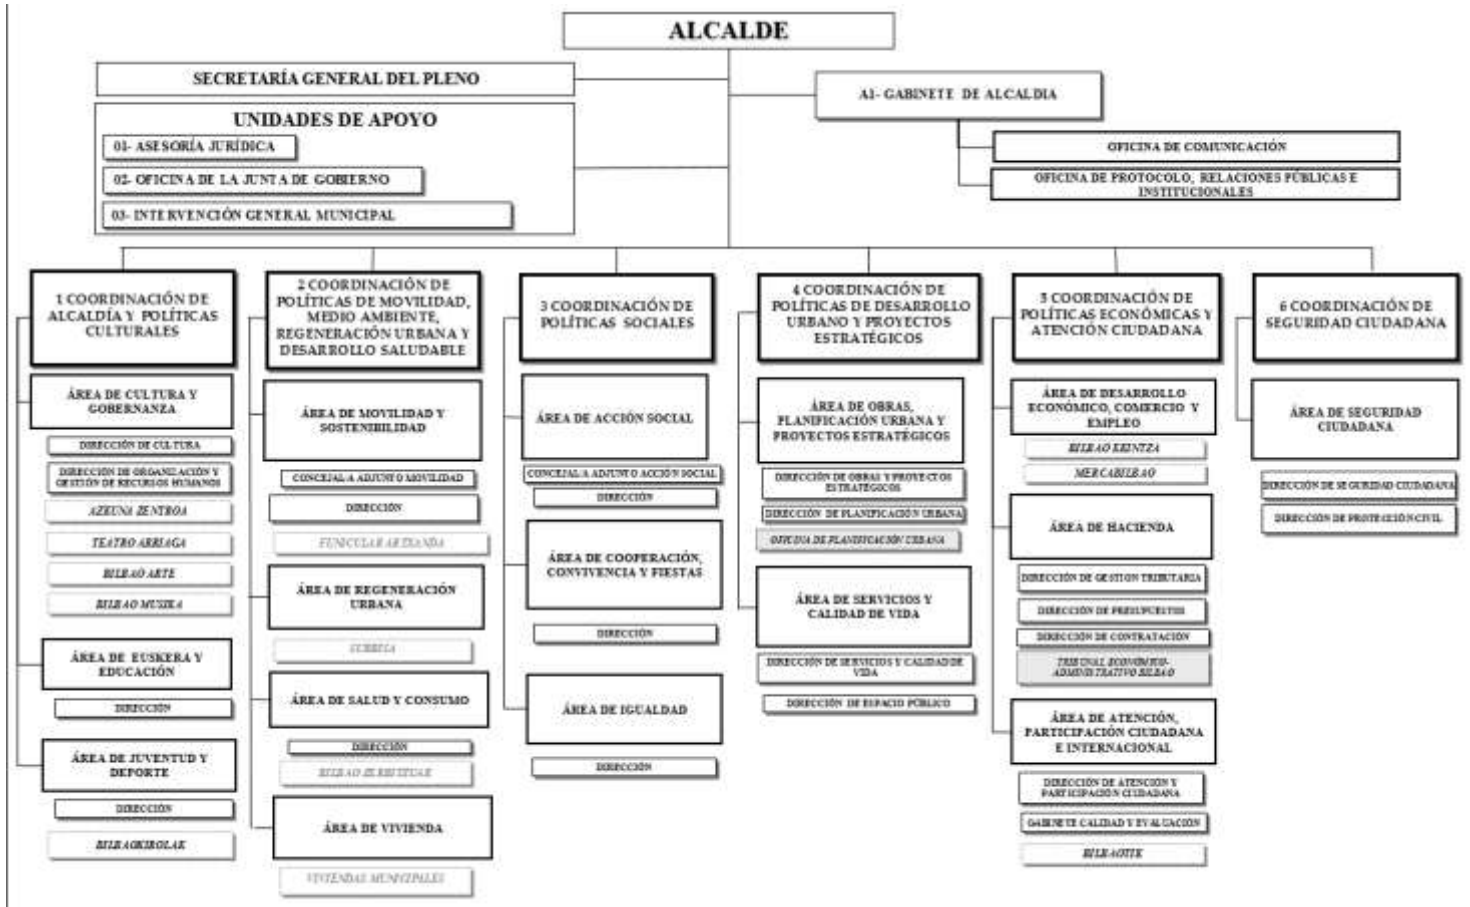 ALCALDE
SECRETARÍA GENERAL DEL PLENO
UNIDADES DE APOYO
01- ASESORÍA JURÍDICA
02- OFICINA DE LA JUNTA DE GOBIERNO
03- INTERVENCIÓN GENERAL MUNICIPAL
A1- GABINETE DE ALCALDIA
OFICINA DE COMUNICACIÓN
OFICINA DE PROTOCOLO, RELACIONES PÚBLICAS E
INSTITUCIONALES
1 COORDINACIÓN DE
ALCALDÍA Y POLÍTICAS
CULTURALES
ÁREA DE CULTURA Y
GOBERNANZA
DIRECCIÓN DE CULTURA
DIRECCIÓN DE ORGANIZACIÓN Y
GESTIÓN DE RECURSOS HUMANOS
AZKUNA ZENTROA
TEATRO ARRIAGA
BILBAO ARTE
BILBAO MUSIKA
ÁREA DE EUSKERA Y
EDUCACIÓN
DIRECCIÓN
ÁREA DE JUVENTUD Y
DEPORTE
DIRECCIÓN
BILBAOKIROLAK
2 COORDINACIÓN DE
POLÍTICAS DE MOVILIDAD,
MEDIO AMBIENTE,
REGENERACIÓN URBANA Y
DESARROLLO SALUDABLE
ÁREA DE MOVILIDAD Y
SOSTENIBILIDAD
CONCEJAL/A ADJUNTO MOVILIDAD
DIRECCIÓN
FUNICULAR ARTXANDA
ÁREA DE REGENERACIÓN
URBANA
SURBISA
ÁREA DE SALUD Y CONSUMO
DIRECCIÓN
BILBAO ZERBITZUAK
ÁREA DE VIVIENDA
VIVIENDAS MUNICIPALES
3 COORDINACIÓN DE
POLÍTICAS SOCIALES
ÁREA DE ACCIÓN SOCIAL
CONCEJAL/A ADJUNTO ACCIÓN SOCIAL
DIRECCIÓN
ÁREA DE COOPERACIÓN,
CONVIVENCIA Y FIESTAS
DIRECCIÓN
ÁREA DE IGUALDAD
DIRECCIÓN
4 COORDINACIÓN DE
POLÍTICAS DE DESARROLLO
URBANO Y PROYECTOS
ESTRATÉGICOS
ÁREA DE OBRAS,
PLANIFICACIÓN URBANA Y
PROYECTOS ESTRATÉGICOS
DIRECCIÓN DE OBRAS Y PROYECTOS
ESTRATÉGICOS
DIRECCIÓN DE PLANIFICACIÓN URBANA
OFICINA DE PLANIFICACIÓN URBANA
ÁREA DE SERVICIOS Y
CALIDAD DE VIDA
DIRECCIÓN DE SERVICIOS Y CALIDAD DE
VIDA
DIRECCIÓN DE ESPACIO PÚBLICO
5 COORDINACIÓN DE
POLÍTICAS ECONÓMICAS Y
ATENCIÓN CIUDADANA
ÁREA DE DESARROLLO
ECONÓMICO, COMERCIO Y
EMPLEO
BILBAO EKINTZA
MERCABILBAO
ÁREA DE HACIENDA
DIRECCIÓN DE GESTION TRIBUTARIA
DIRECCIÓN DE PRESUPUESTOS
DIRECCIÓN DE CONTRATACIÓN
TRIBUNAL ECONÓMICO-
ADMINISTRATIVO BILBAO
ÁREA DE ATENCIÓN,
PARTICIPACIÓN CIUDADANA
E INTERNACIONAL
DIRECCIÓN DE ATENCIÓN Y
PARTICIPACIÓN CIUDADANA
GABINETE CALIDAD Y EVALUACIÓN
BILBAOTIK
6 COORDINACIÓN DE
SEGURIDAD CIUDADANA
ÁREA DE SEGURIDAD
CIUDADANA
DIRECCIÓN DE SEGURIDAD CIUDADANA
DIRECCIÓN DE PROTECCIÓN CIVIL